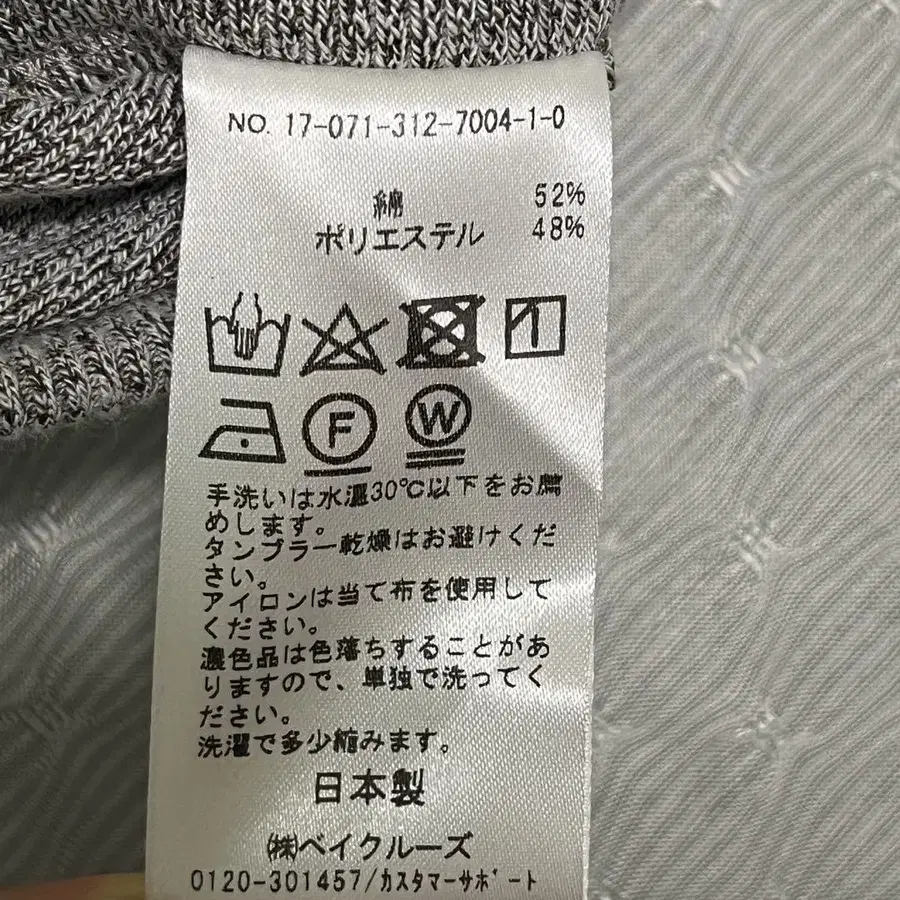 NO. 17-071-312-7004-1-0
綿 52%
ポリエステル 48%
F W
手洗いは水温30℃以下をお薦
めします。
タンブラー乾燥はお避けくだ
さい。
アイロンは当て布を使用して
ください。
濃色品は色落ちすることがあ
りますので、単独で洗ってく
ださい。
洗濯で多少縮みます。
日本製
㈱ベイクルーズ
0120-301457/カスタマーサポート